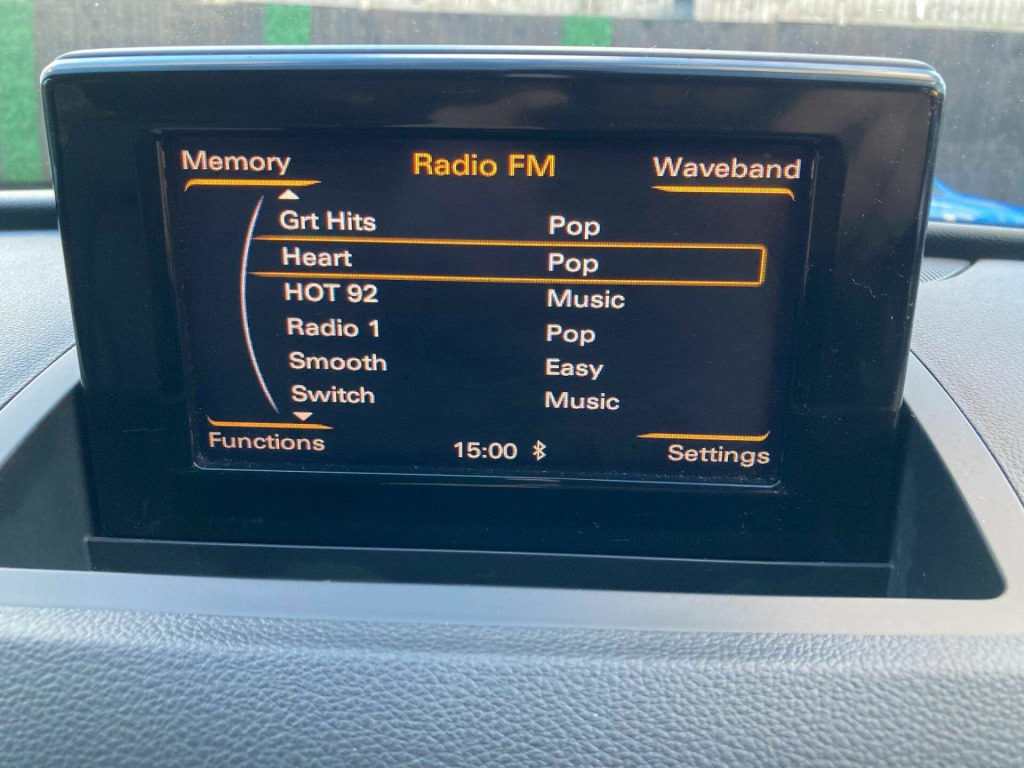 Memory Radio FM Waveband
Grt Hits Pop
Heart Pop
HOT 92 Music
Radio 1 Pop
Smooth Easy
Switch Music
Functions 15:00 Settings